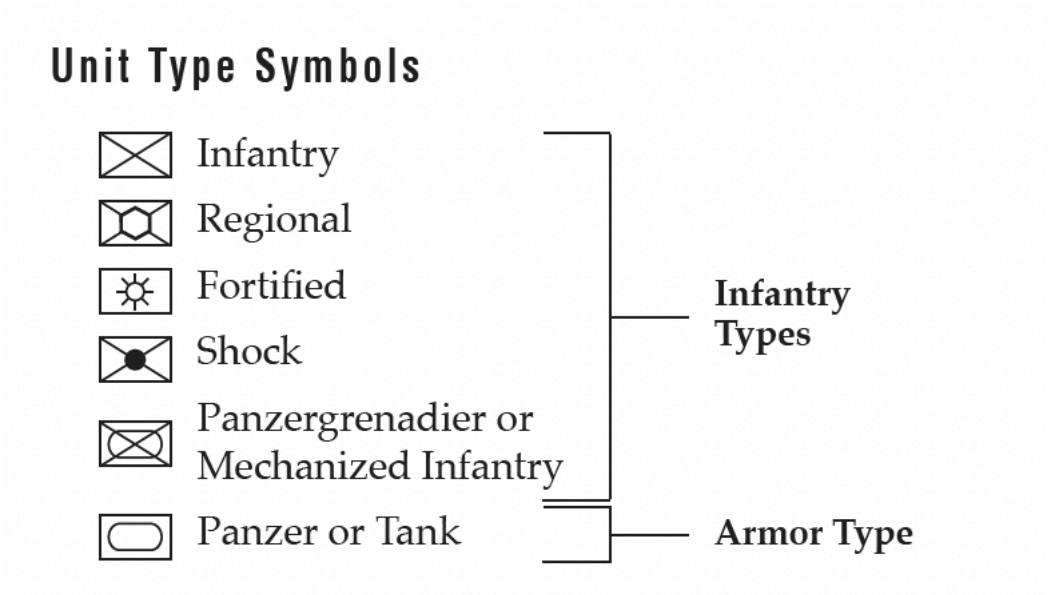 Unit Type Symbols
Infantry
Regional
Fortified
Shock
Panzergrenadier or
Mechanized Infantry
Panzer or Tank
Infantry
Types
Armor Type